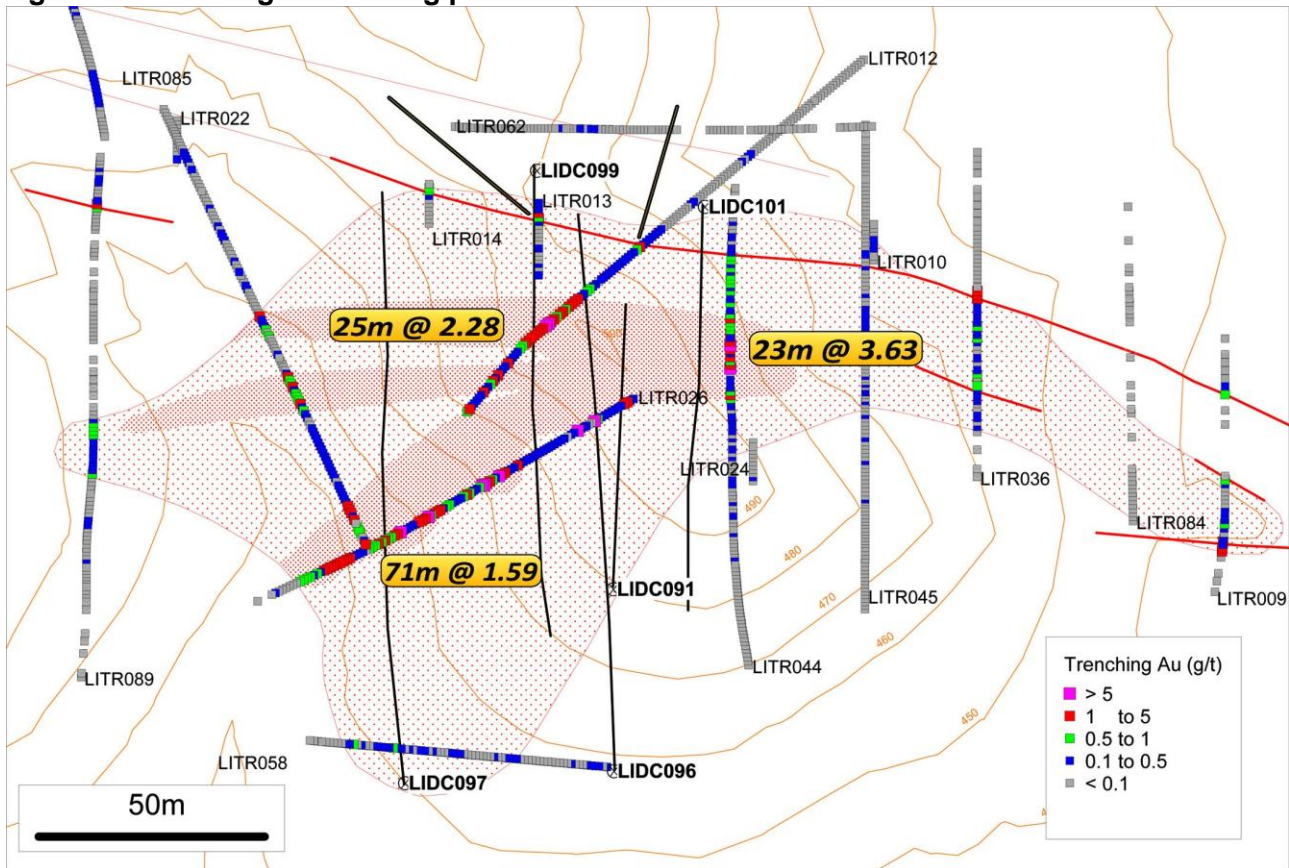 LITR012
LITR085
LITR022
LITR062
LIDC099
LITR013
LIDC101
LITR014
LITR010
25m @ 2.28
23m @ 3.63
LITR026
LITR024
LITR036
490
LITR084
480
71m @ 1.59
LIDC091
470
LITR045
LITR009
460
LITR044
LITR089
450
LITR058
LIDC096
LIDC097
50m
Trenching Au (g/t)
> 5
1 to 5
0.5 to 1
0.1 to 0.5
< 0.1